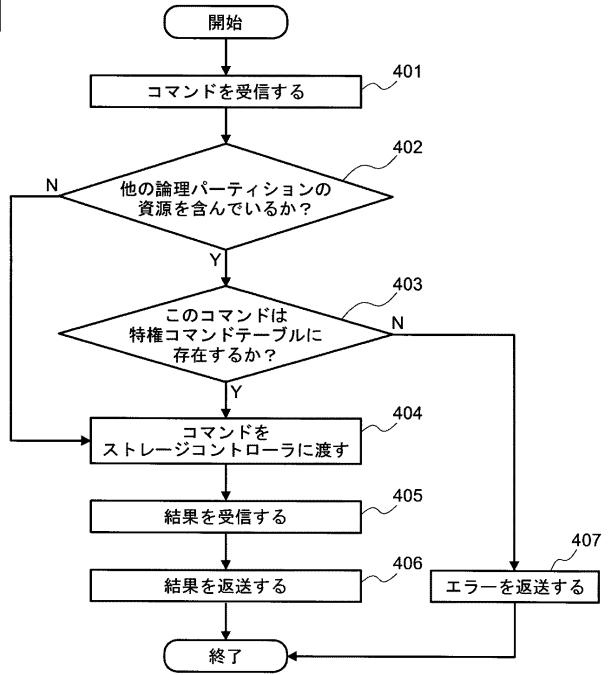 開始
401
コマンドを受信する
402
他の論理パーティションの
資源を含んでいるか？
N
Y
403
このコマンドは
特権コマンドテーブルに
存在するか？
N
Y
404
コマンドを
ストレージコントローラに渡す
405
結果を受信する
406
結果を返送する
407
エラーを返送する
終了